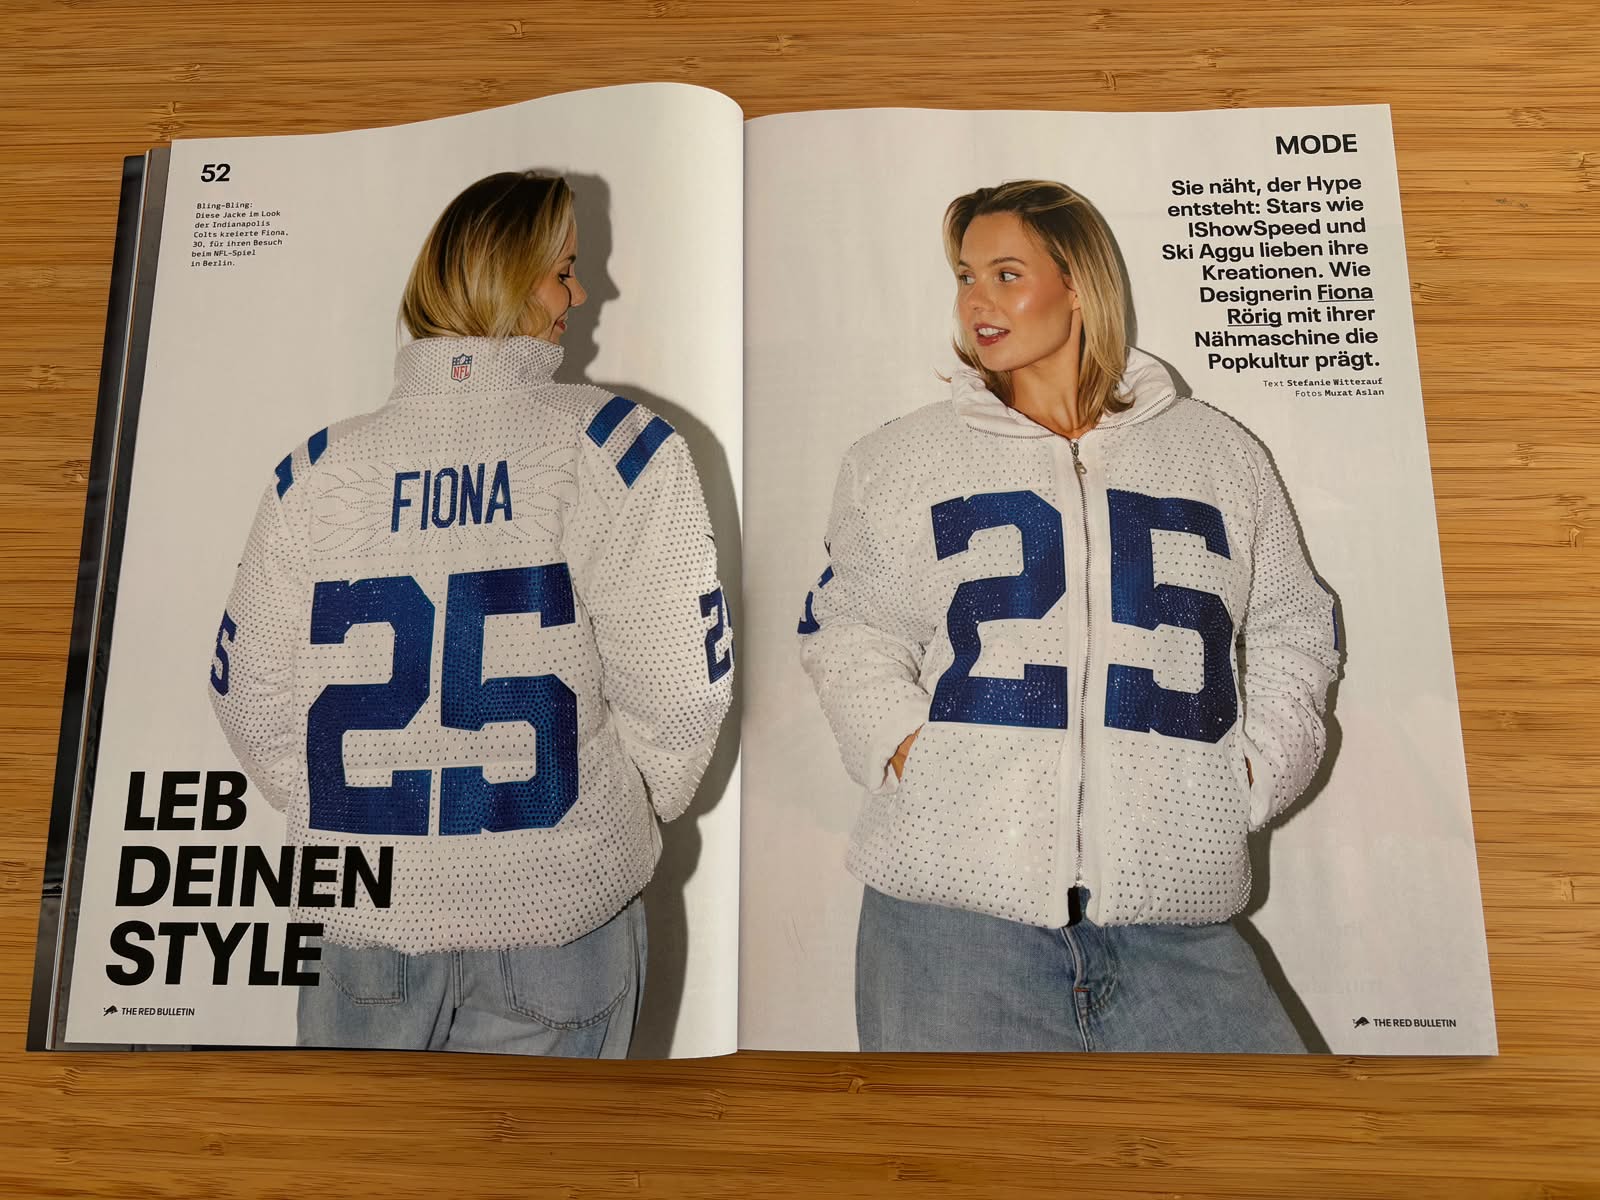 52
Bling-Bling:
Diese Jacke im Look
der Indianapolis
Colts kreierte Fiona,
30, für ihren Besuch
beim NFL-Spiel
in Berlin.
NFL
FIONA
25
5
2
LEB
DEINEN
STYLE
THE RED BULLETIN
MODE
Sie näht, der Hype
entsteht: Stars wie
IShowSpeed und
Ski Aggu lieben ihre
Kreationen. Wie
Designerin Fiona
Rörig mit ihrer
Nähmaschine die
Popkultur prägt.
Text Stefanie Witterauf
Fotos Murat Aslan
25
THE RED BULLETIN